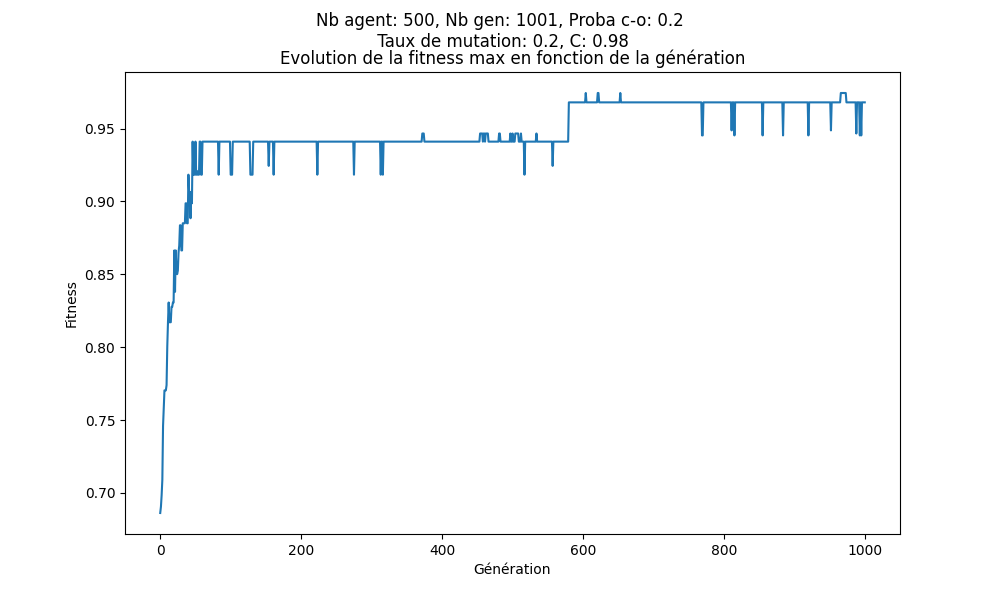 Nb agent: 500, Nb gen: 1001, Proba c-o: 0.2
Taux de mutation: 0.2, C: 0.98
Evolution de la fitness max en fonction de la génération
0.95
0.90
0.85
0.80
0.75
0.70
Fitness
0 200 400 600 800 1000
Génération